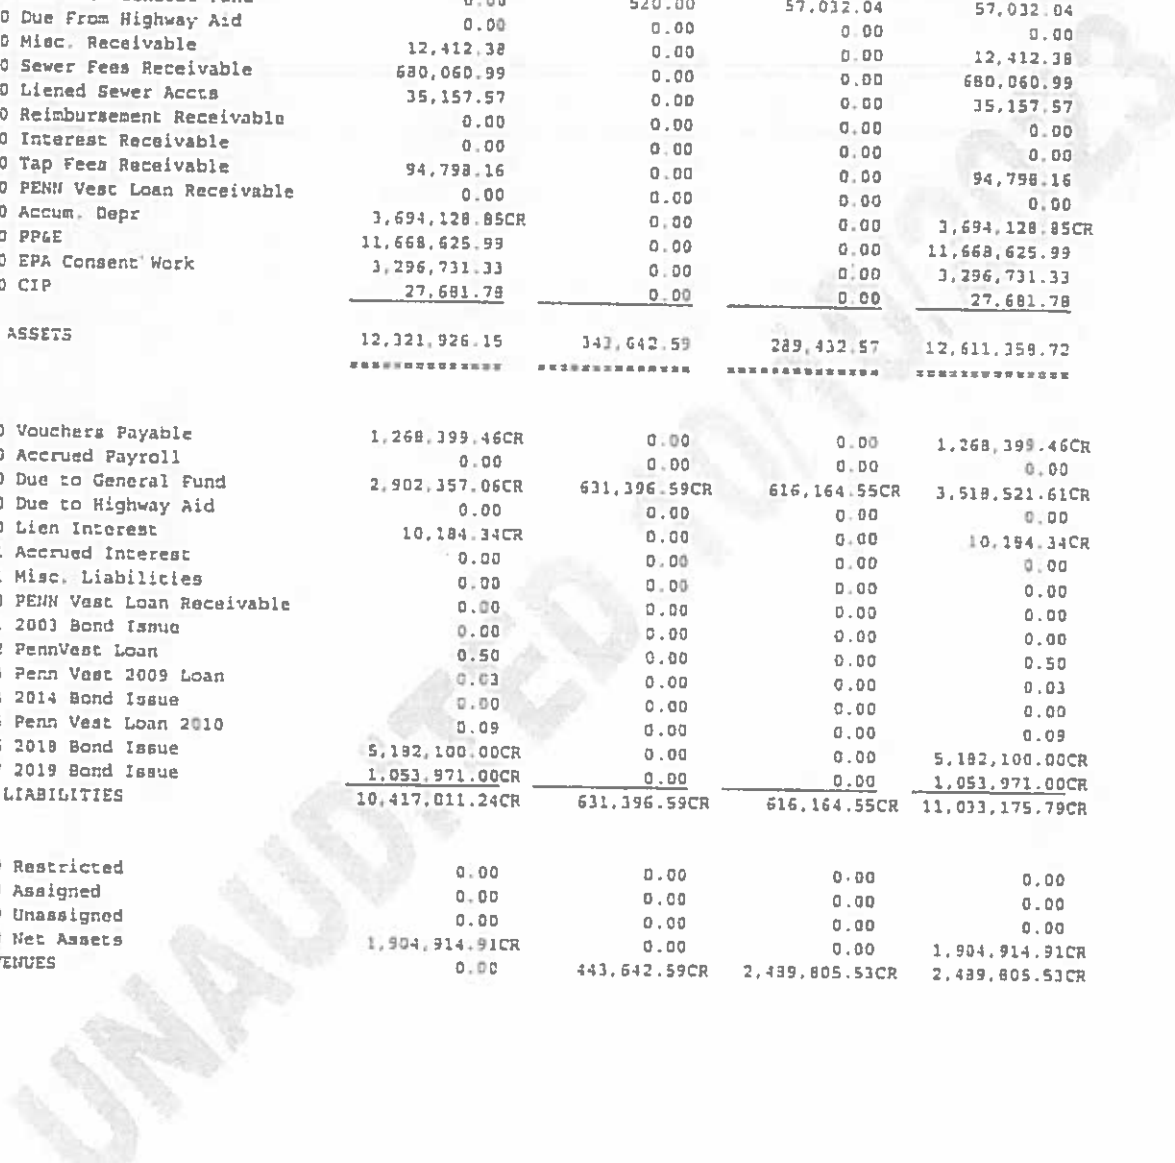 0.00 520.00 57,032.04 57,032.04
0 Due From Highway Aid 0.00 0.00 0.00 0.00
0 Misc. Receivable 12,412.38 0.00 0.00 12,412.38
0 Sewer Fees Receivable 680,060.99 0.00 0.00 680,060.99
0 Liened Sewer Accts 35,157.57 0.00 0.00 35,157.57
0 Reimbursement Receivable 0.00 0.00 0.00 0.00
0 Interest Receivable 0.00 0.00 0.00 0.00
0 Tap Fees Receivable 94,798.16 0.00 0.00 94,798.16
0 PENN Vest Loan Receivable 0.00 0.00 0.00 0.00
0 Accum. Depr 3,694,128.85CR 0.00 0.00 3,694,128.85CR
0 PP&E 11,668,625.99 0.00 0.00 11,668,625.99
0 EPA Consent Work 3,296,731.33 0.00 0.00 3,296,731.33
0 CIP 27,681.78 0.00 0.00 27,681.78
ASSETS 12,321,926.15 343,642.59 289,432.57 12,611,358.72
============== ============== ============== ==============
0 Vouchers Payable 1,268,399.46CR 0.00 0.00 1,268,399.46CR
0 Accrued Payroll 0.00 0.00 0.00 0.00
0 Due to General Fund 2,902,357.06CR 631,396.59CR 616,164.55CR 3,518,521.61CR
0 Due to Highway Aid 0.00 0.00 0.00 0.00
0 Lien Interest 10,184.34CR 0.00 0.00 10,184.34CR
Accrued Interest 0.00 0.00 0.00 0.00
Misc. Liabilities 0.00 0.00 0.00 0.00
0 PENN Vest Loan Receivable 0.00 0.00 0.00 0.00
2003 Bond Issue 0.00 0.00 0.00 0.00
2 PennVest Loan 0.50 0.00 0.00 0.50
Penn Vest 2009 Loan 0.03 0.00 0.00 0.03
2014 Bond Issue 0.00 0.00 0.00 0.00
Penn Vest Loan 2010 0.09 0.00 0.00 0.09
2018 Bond Issue 5,182,100.00CR 0.00 0.00 5,182,100.00CR
2019 Bond Issue 1,053,971.00CR 0.00 0.00 1,053,971.00CR
LIABILITIES 10,417,011.24CR 631,396.59CR 616,164.55CR 11,033,175.79CR
Restricted 0.00 0.00 0.00 0.00
Assigned 0.00 0.00 0.00 0.00
Unassigned 0.00 0.00 0.00 0.00
Net Assets 1,904,914.91CR 0.00 0.00 1,904,914.91CR
VENUES 0.00 443,642.59CR 2,439,805.53CR 2,439,805.53CR
UNAUDITED